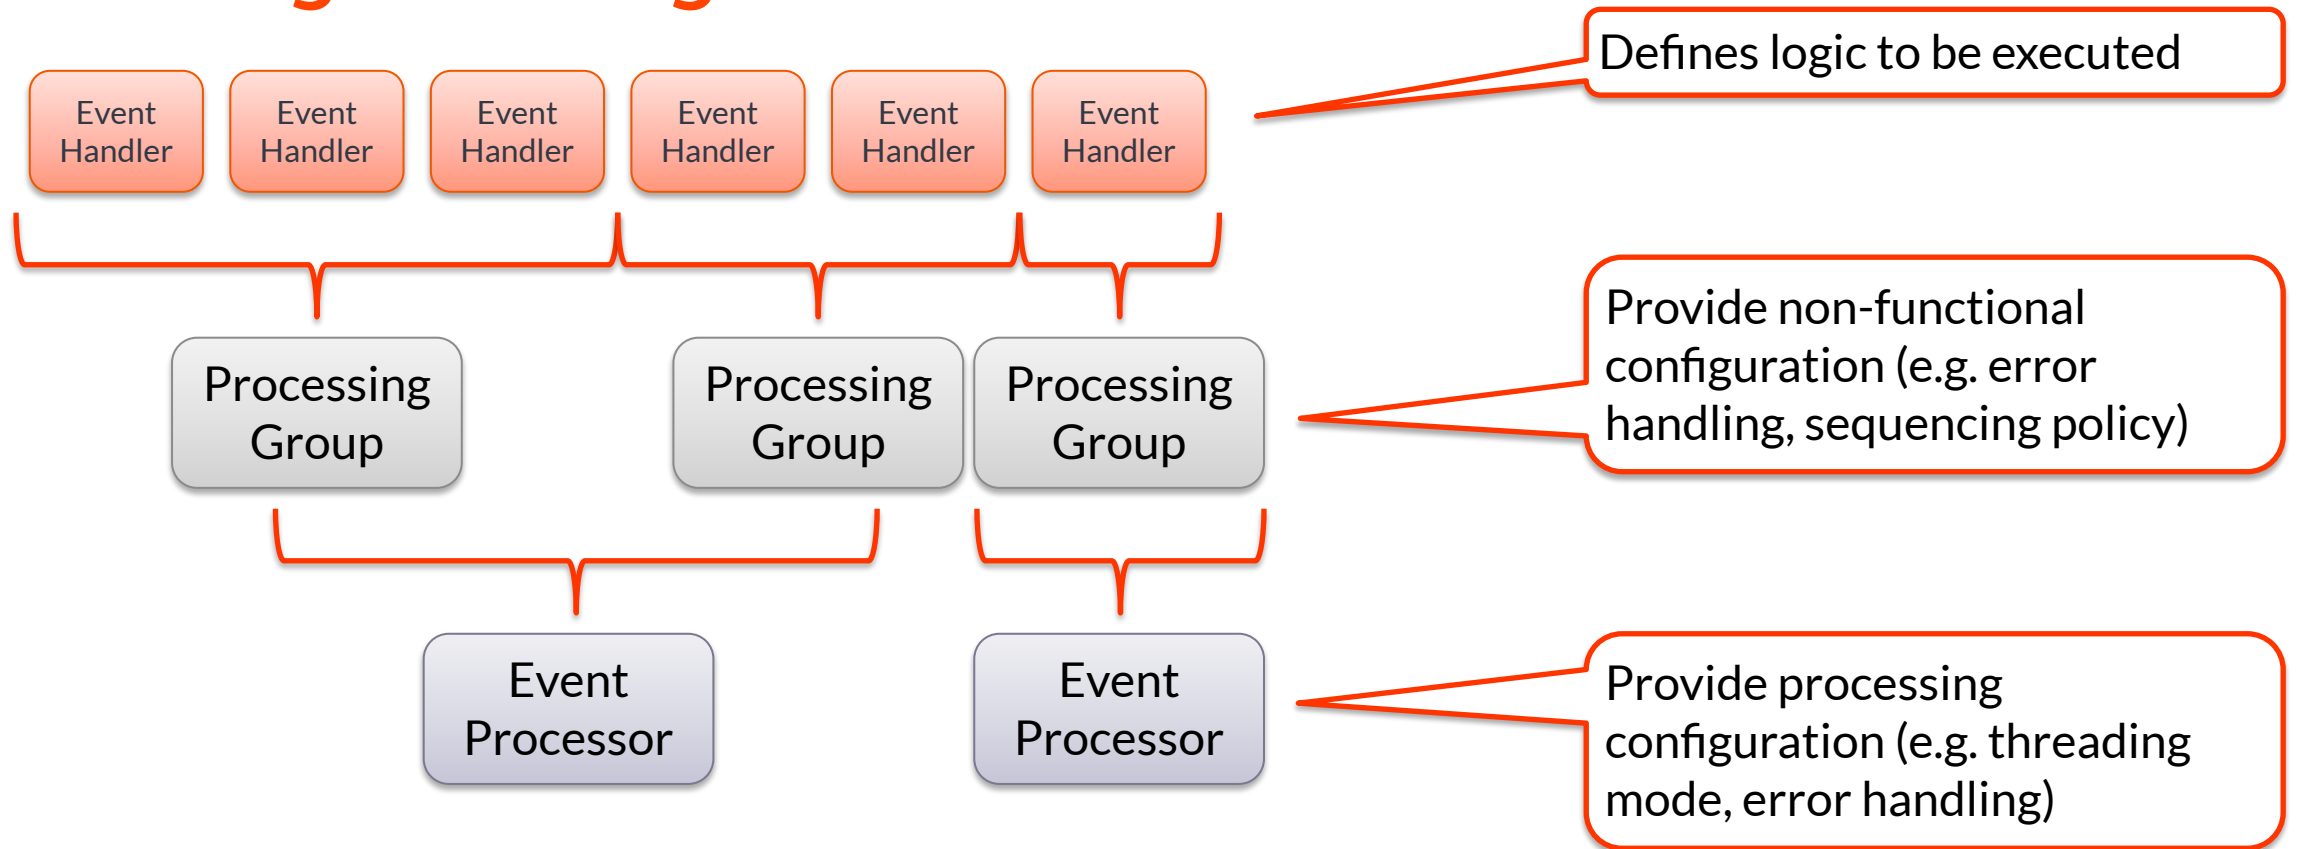 Defines logic to be executed
Event
Handler
Event
Handler
Event
Handler
Event
Handler
Event
Handler
Event
Handler
Provide non-functional
configuration (e.g. error
handling, sequencing policy)
Processing
Group
Processing
Group
Processing
Group
Event
Processor
Event
Processor
Provide processing
configuration (e.g. threading
mode, error handling)